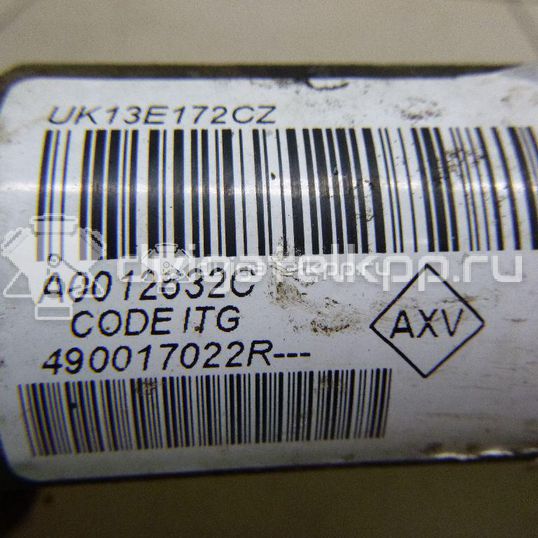 UK13E172CZ
A0012632C
CODE ITG
AXV
490017022R---